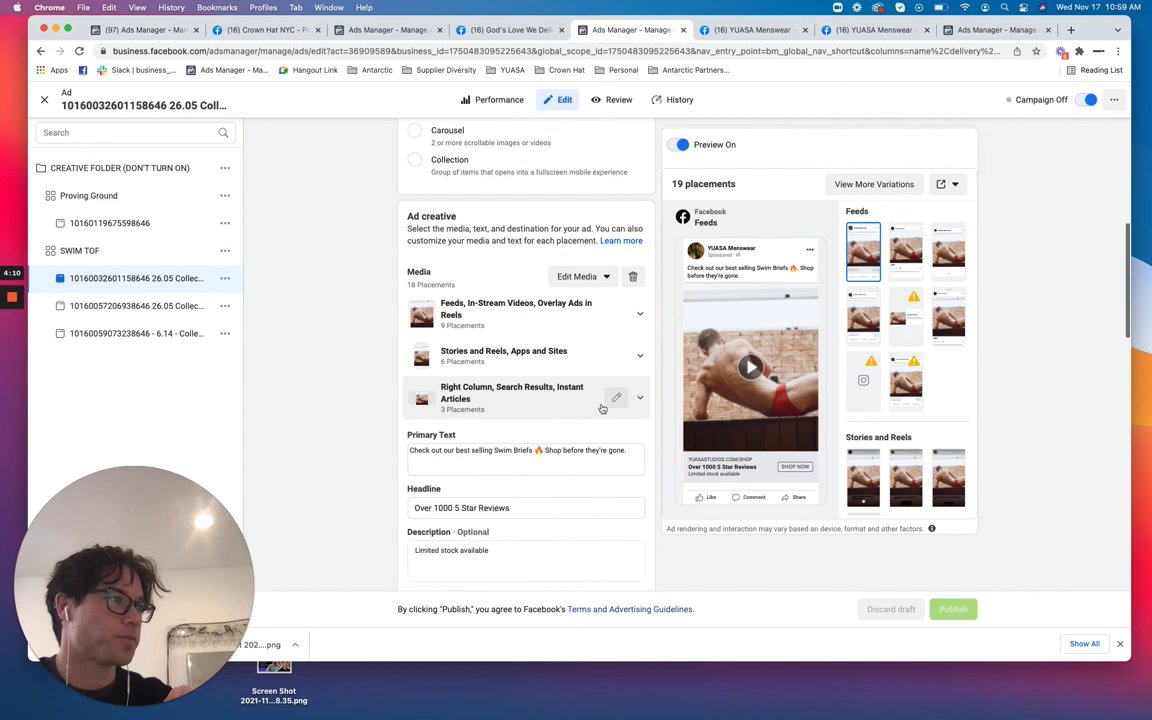 Chrome File Edit View History Bookmarks Profiles Tab Window Help Wed Nov 17 10:59 AM
(97) Ads Manager - Man (16) Crown Hat NYC - Po Ads Manager - Manage (16) God's Love We Deliv Ads Manager - Manage (16) YUASA Menswear - (16) YUASA Menswear - Ads Manager - Manage
business.facebook.com/adsmanager/manage/ads/edit?act=36909589&business_id=1750483095225643&global_scope_id=1750483095225643&nav_entry_point=bm_global_nav_shortcut&columns=name%2Cdelivery%2C...
Apps Slack | business_... Ads Manager - Ma... Hangout Link Antarctic Supplier Diversity YUASA Crown Hat Personal Antarctic Partners... Reading List
Ad
10160032601158646 26.05 Coll...
Performance Edit Review History Campaign Off
Search
CREATIVE FOLDER (DON'T TURN ON)
Proving Ground
10160119675598646
SWIM TOF
10160032601158646 26.05 Collec...
10160057206938646 26.05 Collec...
10160059073238646 - 6.14 - Colle...
4:10
Carousel
2 or more scrollable images or videos
Collection
Group of items that opens into a fullscreen mobile experience
Ad creative
Select the media, text, and destination for your ad. You can
also customize your media and text for each placement. Learn more
Media
18 Placements
Edit Media
Feeds, In-Stream Videos, Overlay Ads in
Reels
9 Placements
Stories and Reels, Apps and Sites
6 Placements
Right Column, Search Results, Instant
Articles
3 Placements
Primary Text
Check out our best selling Swim Briefs 🔥 Shop before they're gone.
Headline
Over 1000 5 Star Reviews
Description · Optional
Limited stock available
Preview On
19 placements
View More Variations
Facebook
Feeds
YUASA Menswear
Sponsored
Check out our best selling Swim Briefs 🔥. Shop
before they're gone.
YUASASTUDIOS.COM/SHOP
Over 1000 5 Star Reviews
Limited stock available
SHOP NOW
Like Comment Share
Feeds
Stories and Reels
Ad rendering and interaction may vary based on device, format and other factors.
By clicking "Publish," you agree to Facebook's Terms and Advertising Guidelines.
Discard draft Publish
t 202....png
Show All
Screen Shot
2021-11...8.35.png